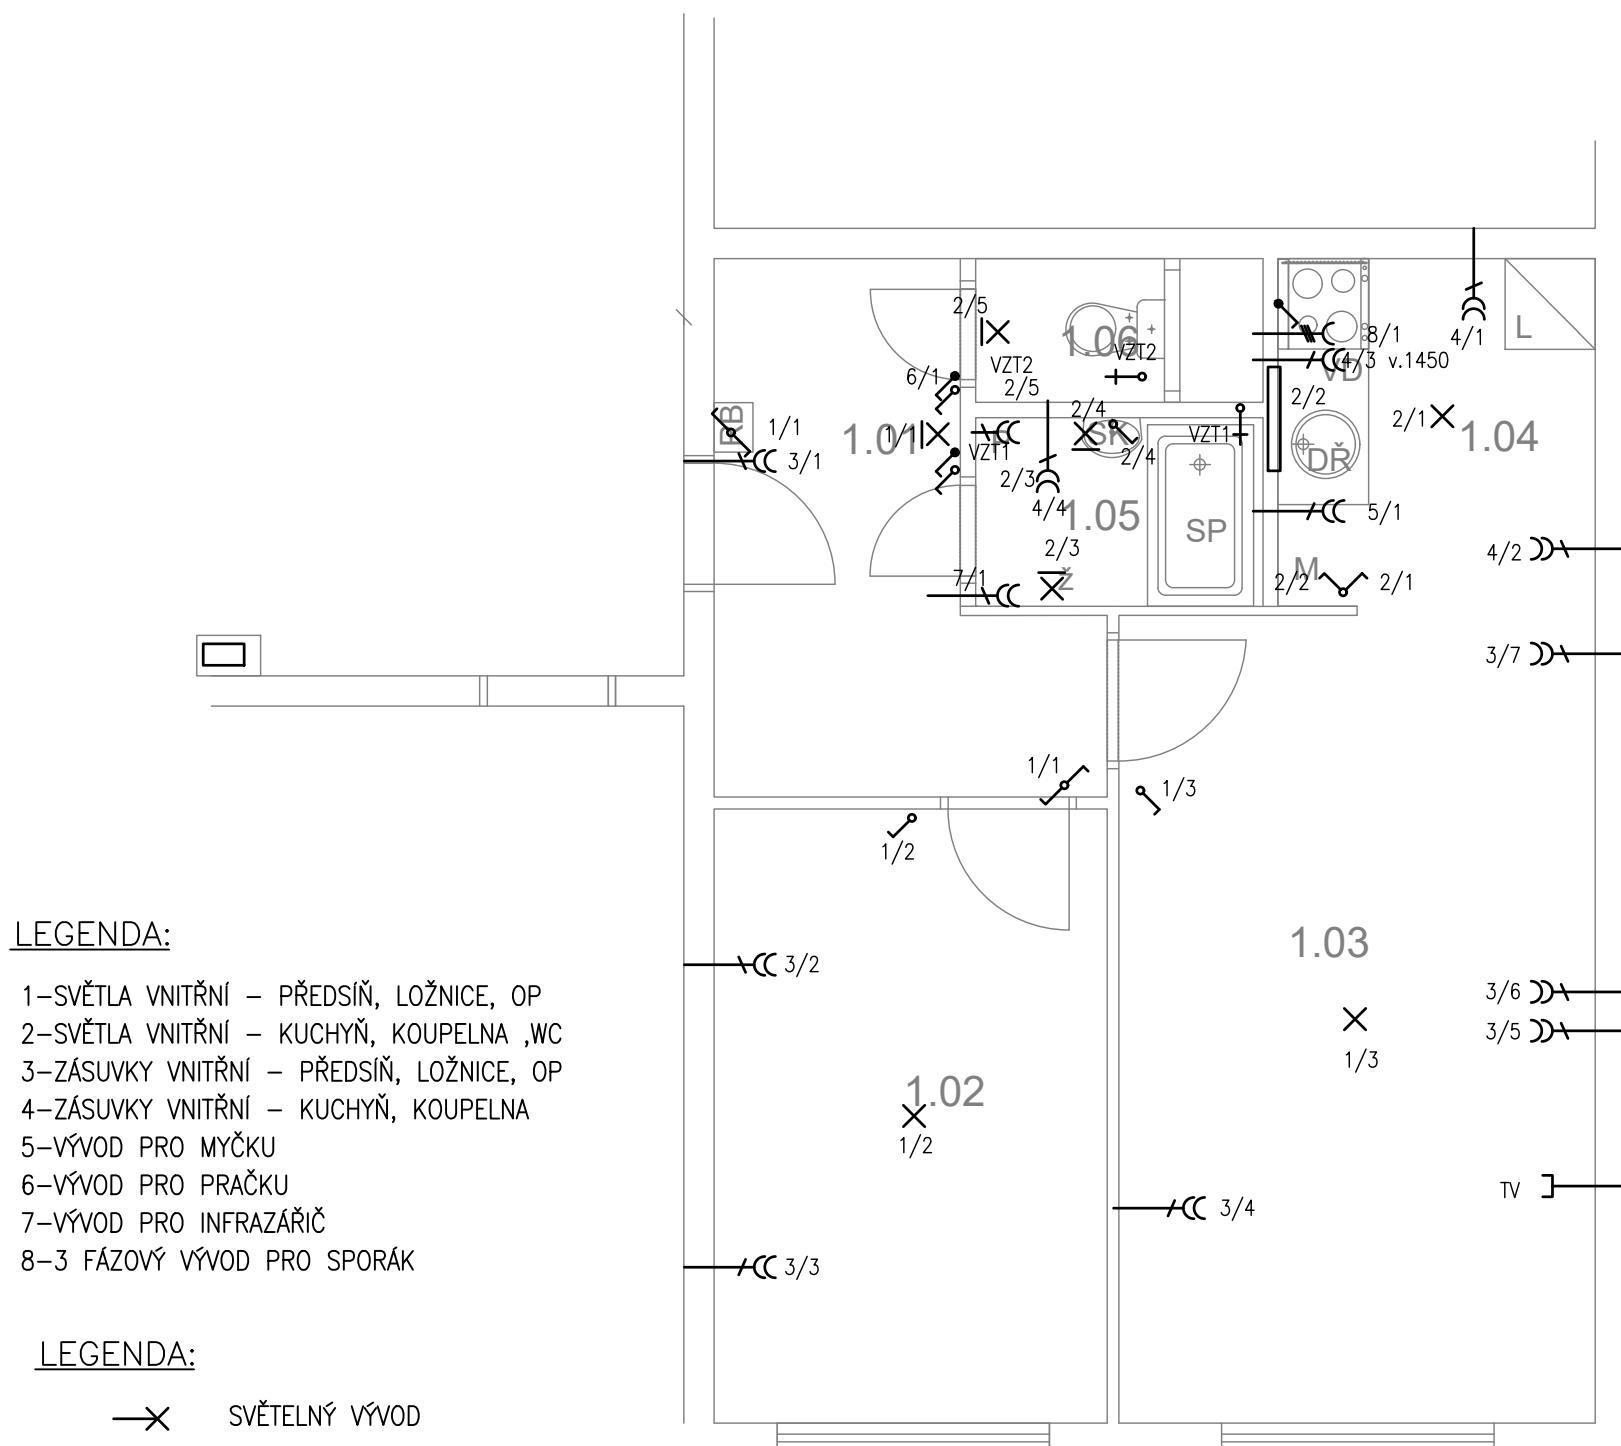 2/5
1.06
8/1
4/1
L
VZT2
VZT2
4/3 v.1450
VD
6/1
2/5
2/2
RB
1/1
1.01
1/1
2/4
SK
VZT1
2/1
1.04
3/1
VZT1
2/4
DŘ
2/3
4/4
1.05
SP
5/1
2/3
4/2
7/1
Ž
2/2
M
2/1
3/7
1/1
1/3
1/2
LEGENDA:
3/2
1.03
1-SVĚTLA VNITŘNÍ - PŘEDSÍŇ, LOŽNICE, OP
3/6
2-SVĚTLA VNITŘNÍ - KUCHYŇ, KOUPELNA ,WC
3/5
3-ZÁSUVKY VNITŘNÍ - PŘEDSÍŇ, LOŽNICE, OP
1/3
4-ZÁSUVKY VNITŘNÍ - KUCHYŇ, KOUPELNA
1.02
5-VÝVOD PRO MYČKU
1/2
6-VÝVOD PRO PRAČKU
TV
7-VÝVOD PRO INFRAZÁŘIČ
3/4
8-3 FÁZOVÝ VÝVOD PRO SPORÁK
3/3
LEGENDA:
SVĚTELNÝ VÝVOD